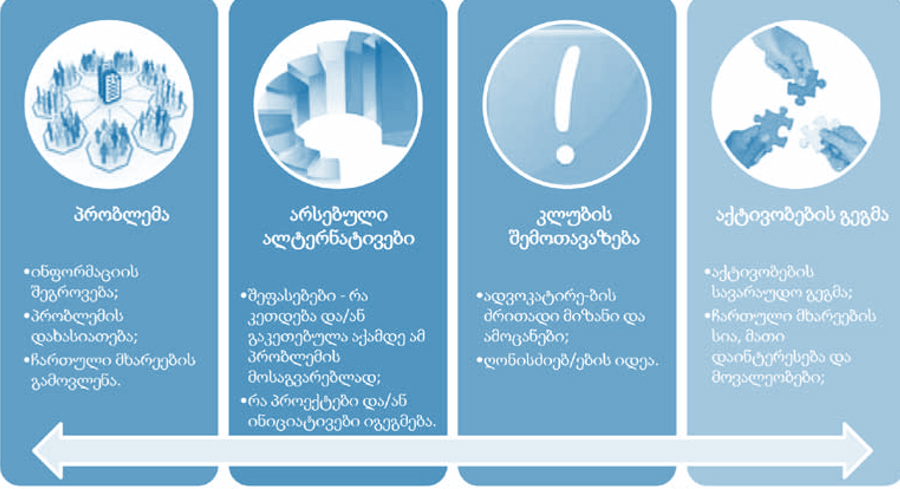 პრობლემა
•ინფორმაციის
შეგროვება;
•პრობლემის
დახასიათება;
•ჩართული მხარეების
გამოვლენა.
არსებული
ალტერნატივები
•შეფასებები - რა
კეთდება და/ან
გაკეთებულა აქამდე ამ
პრობლემის
მოსაგვარებლად;
•რა პროექტები და/ან
ინიციატივები იგეგმება.
კლუბის
შემოთავაზება
•ადვოკატირე-ბის
ძრითადი მიზანი და
ამოცანები;
•ღონისძიებ/ების იდეა.
აქტივობების გეგმა
•აქტივობების
სავარაუდო გეგმა;
•ჩართული მხარეების
სია, მათი
დაინტერესება და
მოვალეობები;